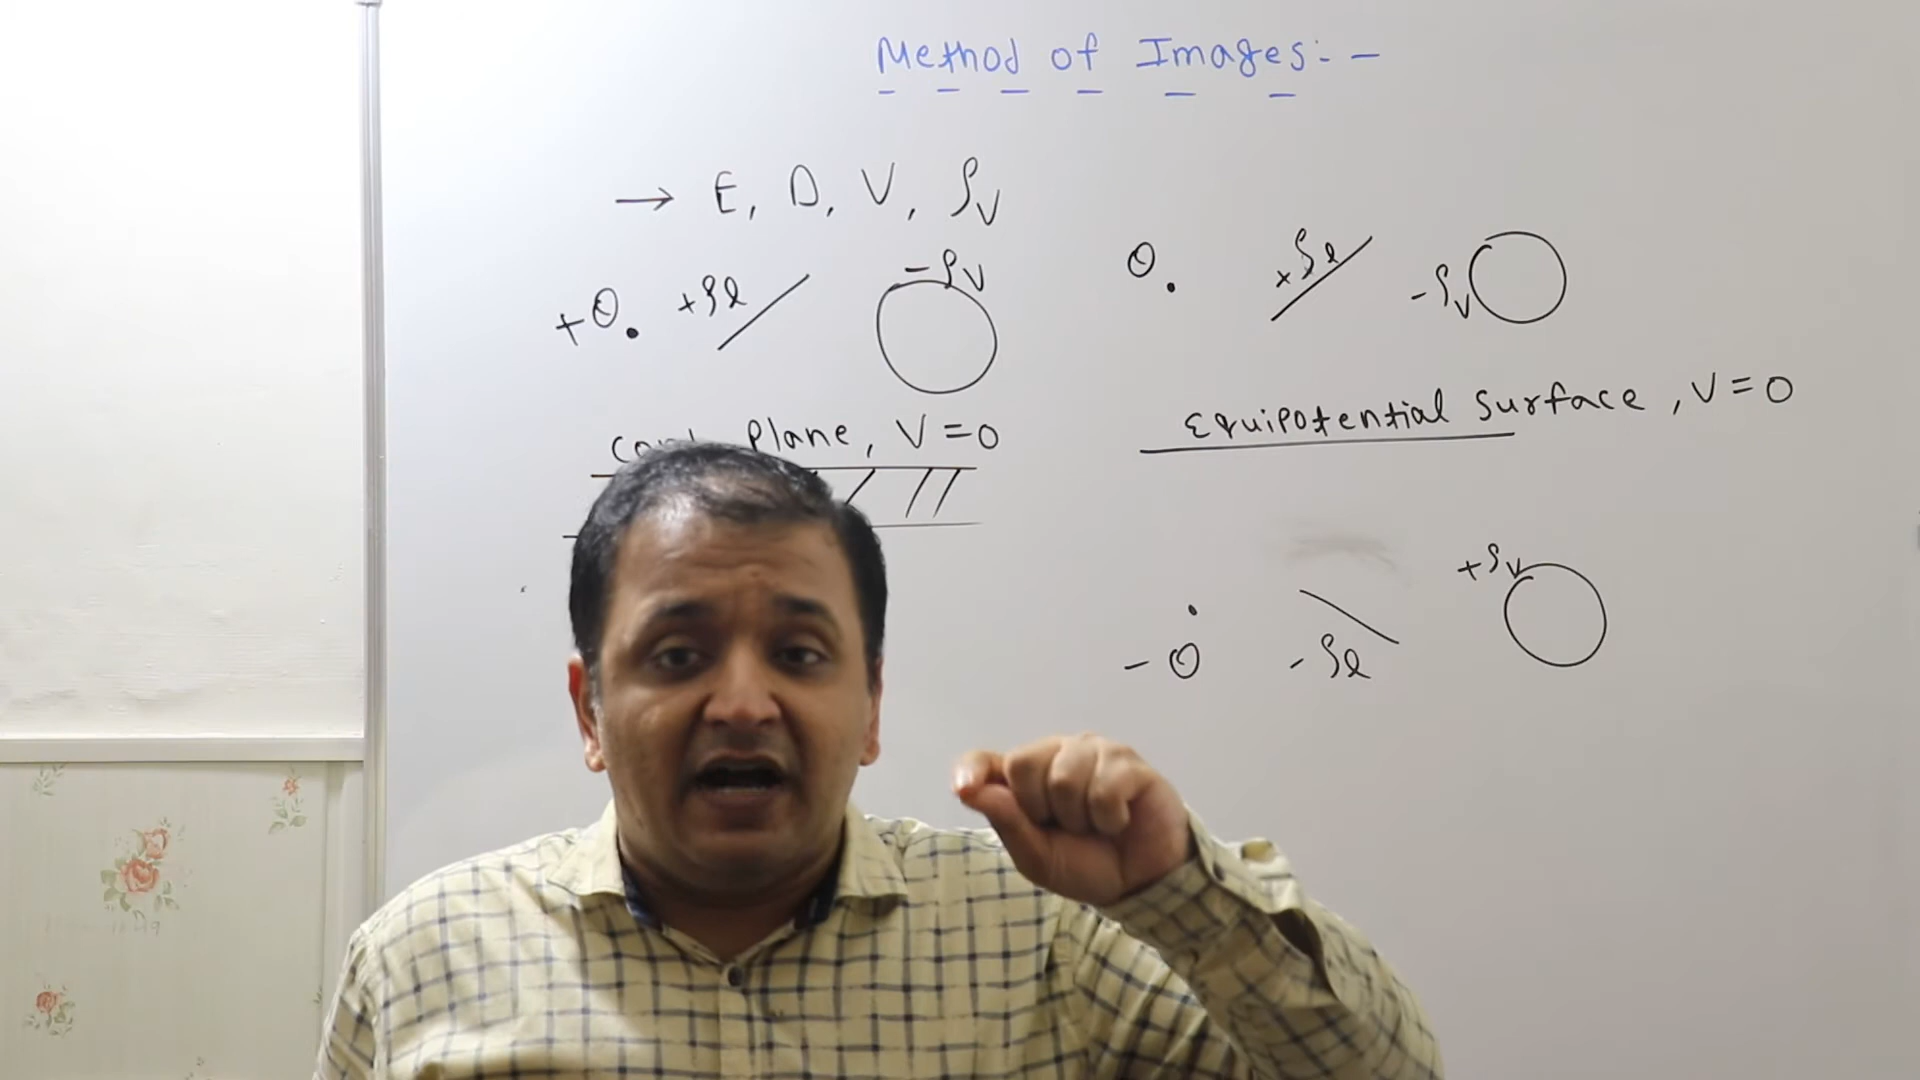 Method of Images:-
→ E, D, V, ρv
+Q. +ρl -ρv
Plane, V=0
Q. +ρl -ρv
Equipotential surface, V=0
+ρv
-Q -ρl